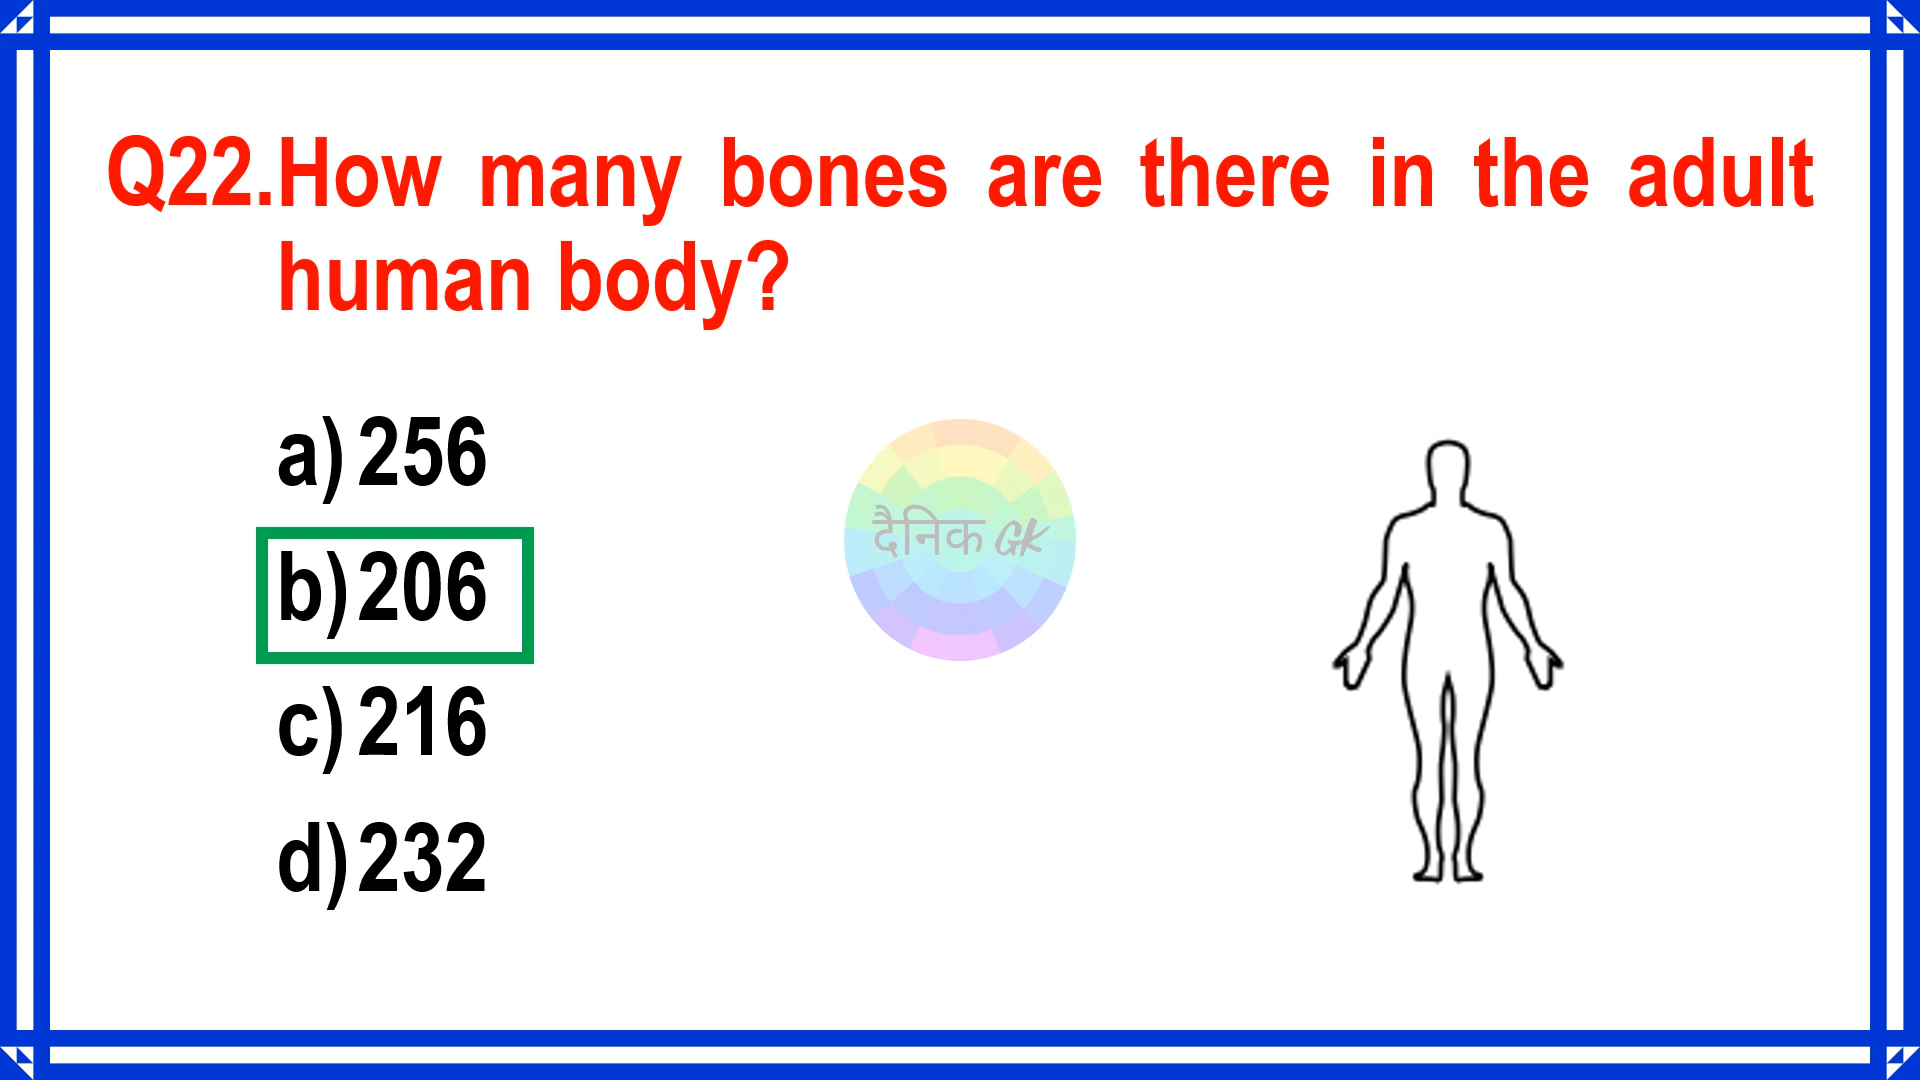 Q22.How many bones are there in the adult
human body?
a) 256
दैनिक GK
b) 206
c) 216
d) 232